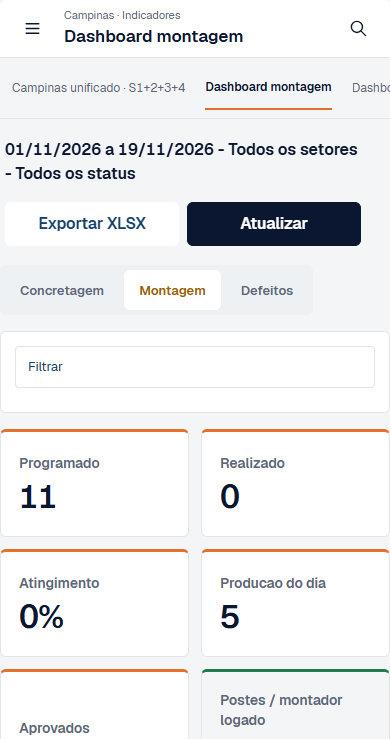 Campinas · Indicadores
Dashboard montagem
Campinas unificado · S1+2+3+4
Dashboard montagem
Dashb
01/11/2026 a 19/11/2026 - Todos os setores
- Todos os status
Exportar XLSX
Atualizar
Concretagem
Montagem
Defeitos
Filtrar
Programado
11
Realizado
0
Atingimento
0%
Producao do dia
5
Aprovados
Postes / montador
logado